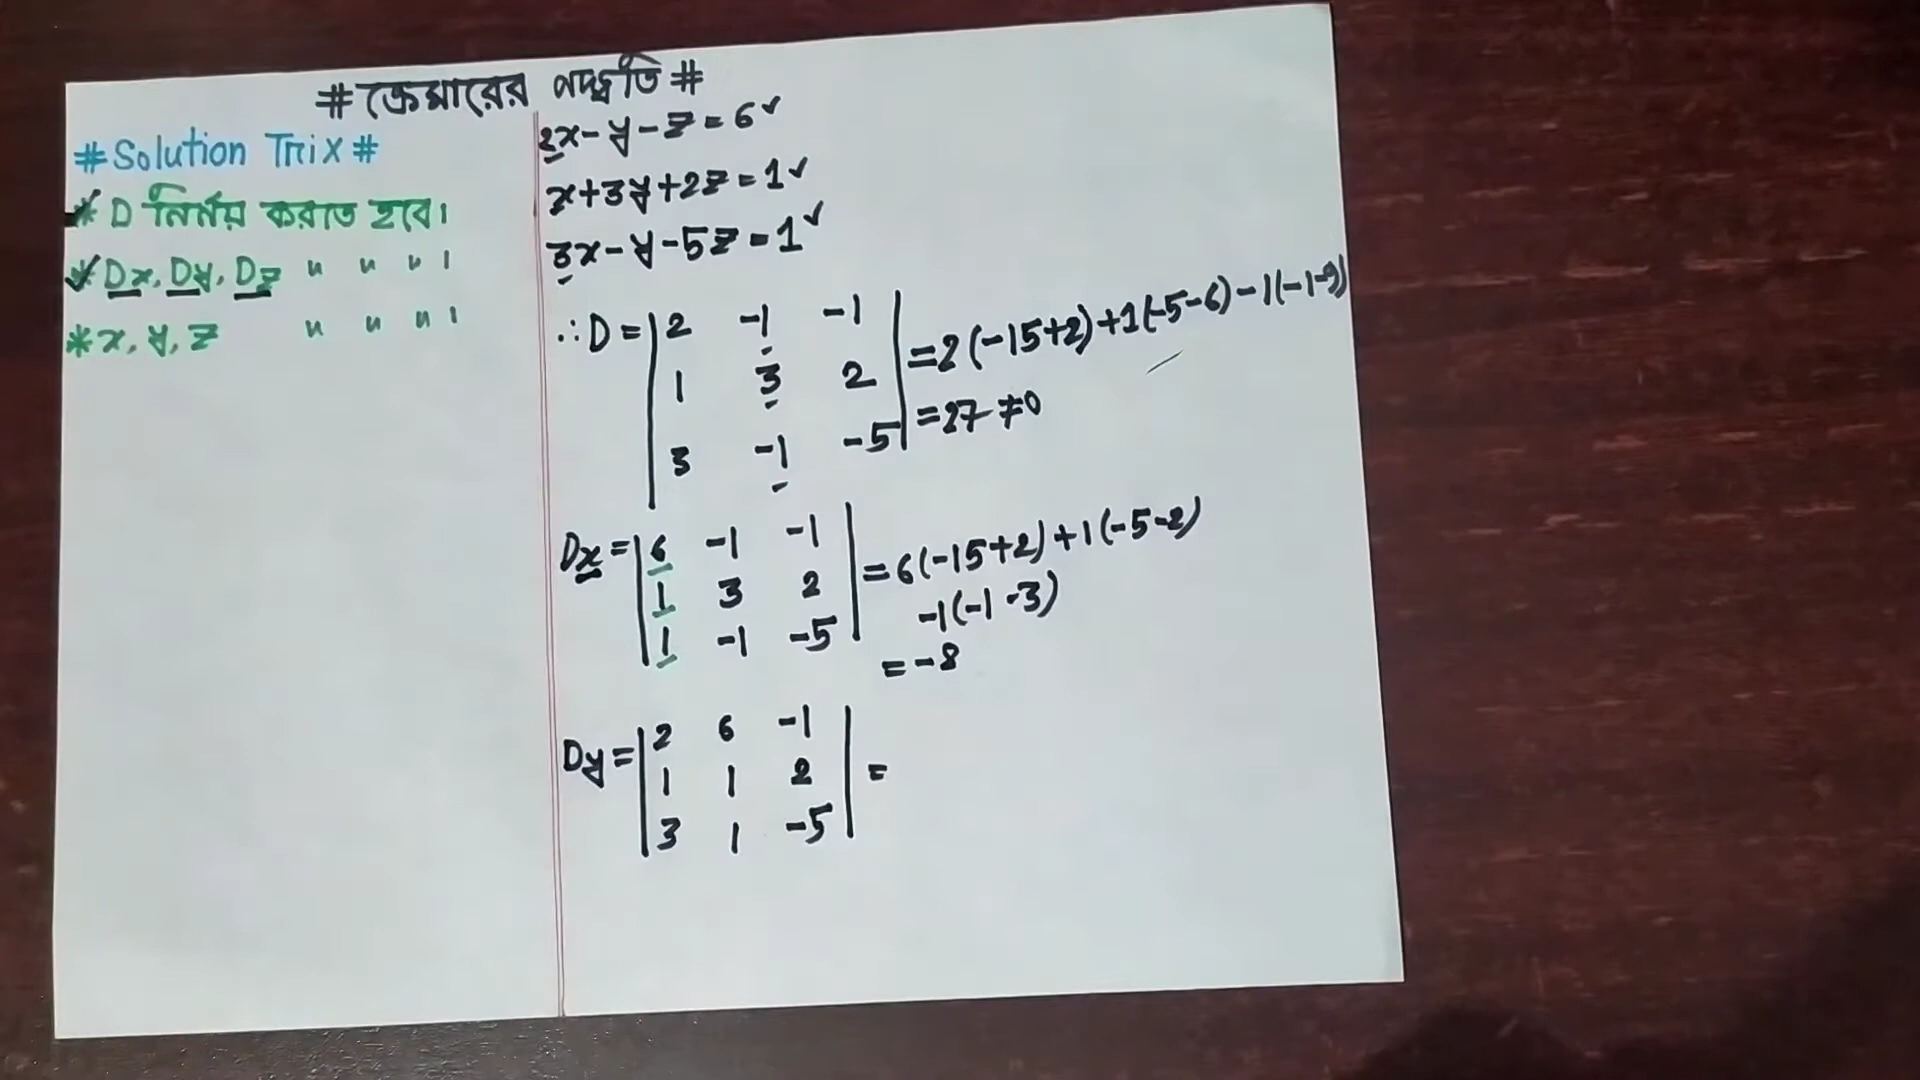 #ক্রেমারের পদ্ধতি#
#Solution Trix#
* D নির্ণয় করতে হবে।
* Dx, Dy, Dz " " " ।
* x, y, z " " " ।
2x-y-z=6✓
x+3y+2z=1✓
3x-y-5z=1✓
∴D= | 2 -1 -1 | =2(-15+2)+1(-5-6)-1(-1-9)
1 3 2
=27≠0
3 -1 -5
Dx= | 6 -1 -1 | =6(-15+2)+1(-5-2)
1 3 2
-1(-1-3)
1 -1 -5
=-8
Dy= | 2 6 -1 | =
1 1 2
3 1 -5